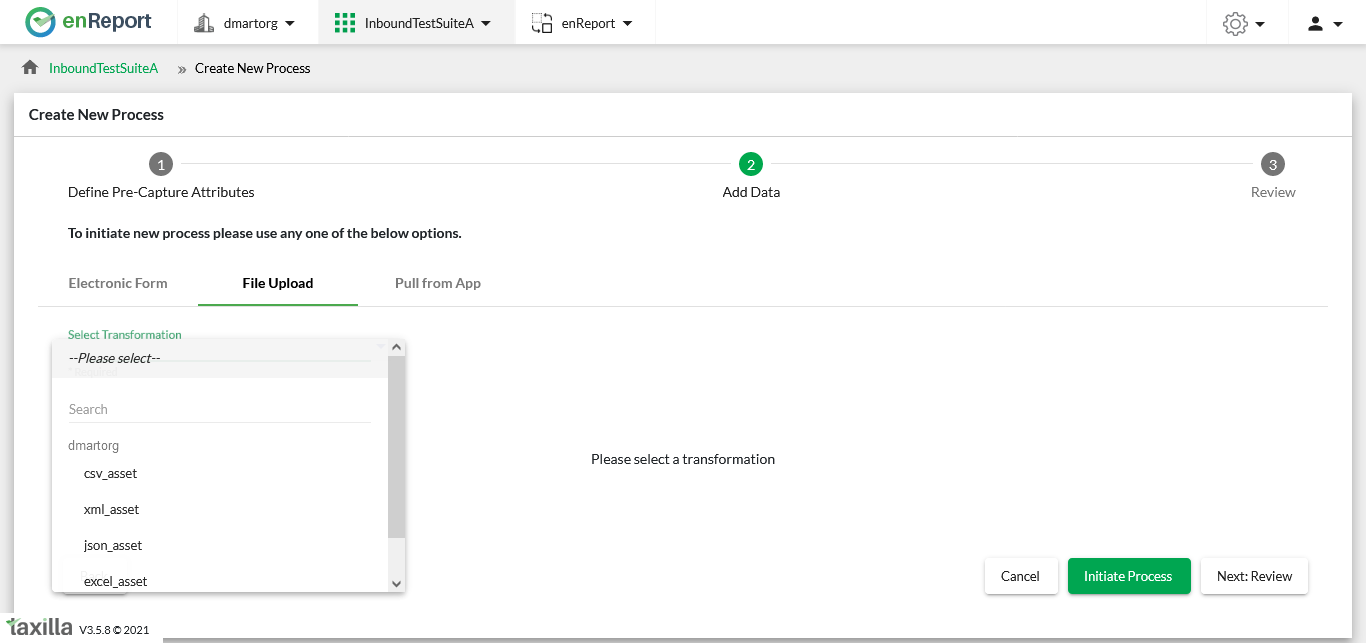 enReport dmartorg InboundTestSuiteA enReport
InboundTestSuiteA » Create New Process
Create New Process
1 2 3
Define Pre-Capture Attributes Add Data Review
To initiate new process please use any one of the below options.
Electronic Form File Upload Pull from App
Select Transformation
--Please select--
* Required
Search
dmartorg
csv_asset
Please select a transformation
xml_asset
json_asset
excel_asset
Cancel Initiate Process Next: Review
taxilla V3.5.8 © 2021